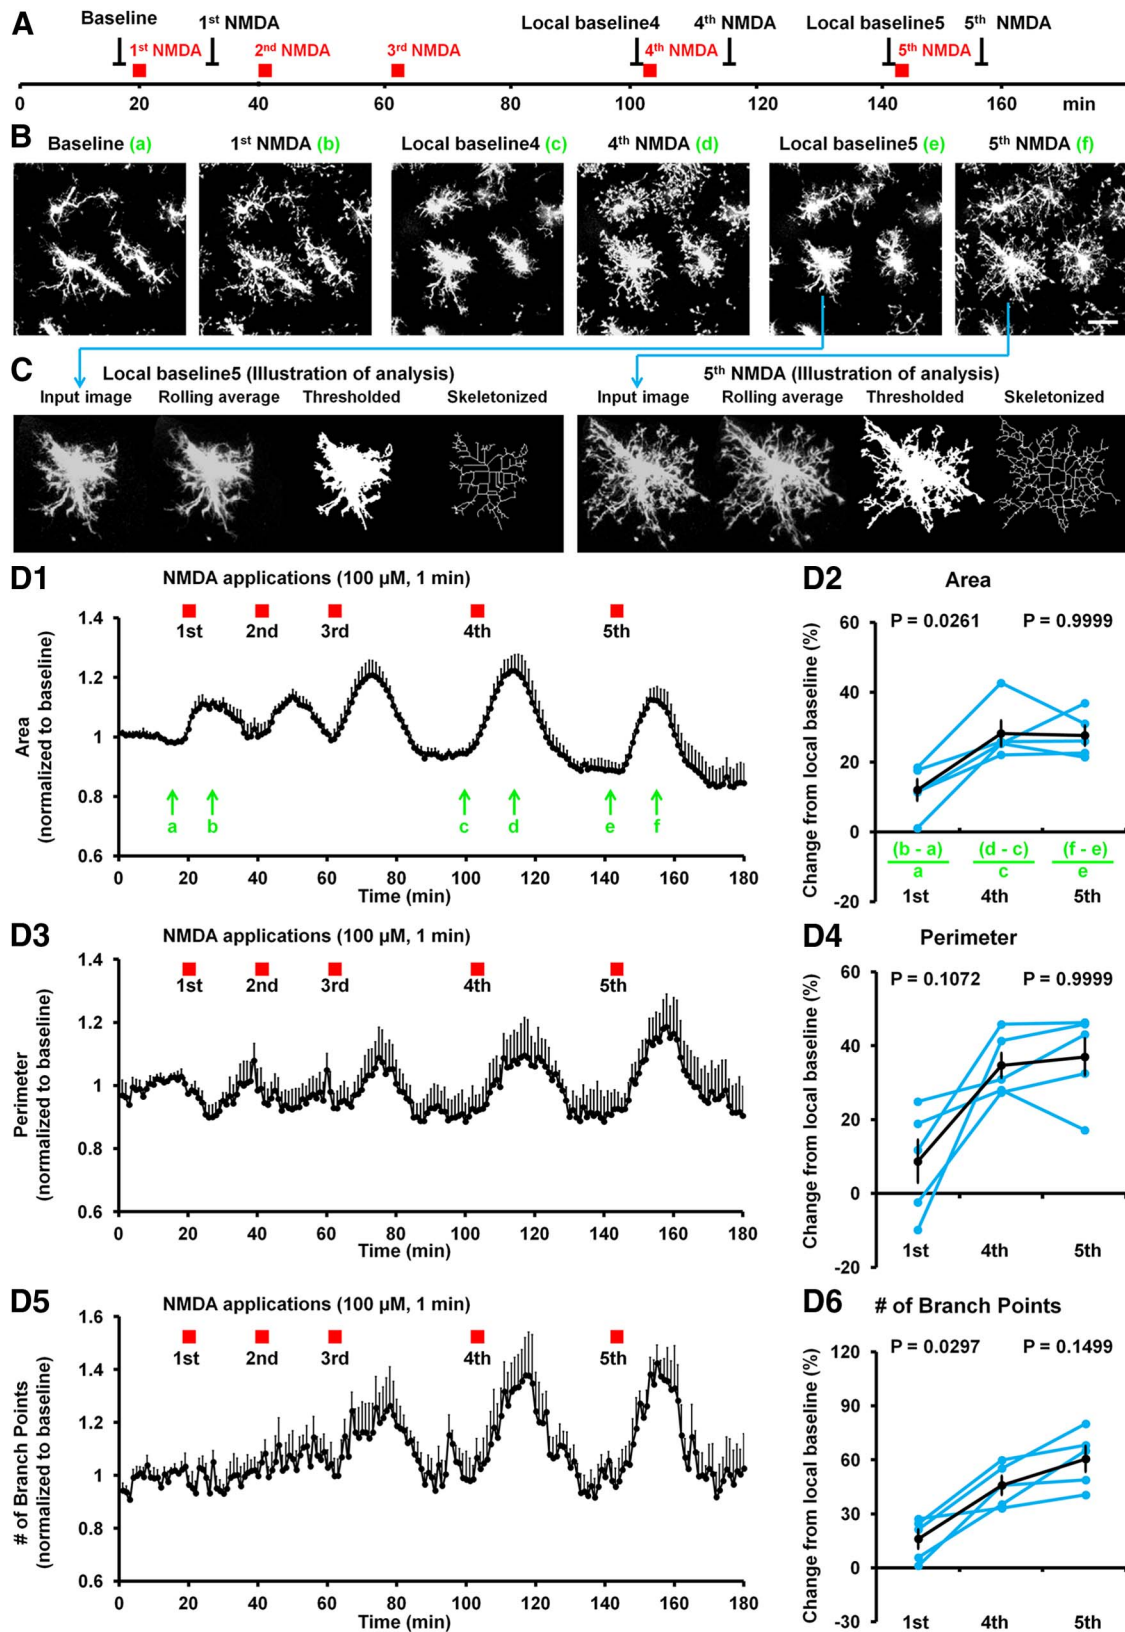 A
Baseline
1st NMDA
Local baseline4
4th NMDA
Local baseline5
5th NMDA
1st NMDA
2nd NMDA
3rd NMDA
4th NMDA
5th NMDA
0 20 40 60 80 100 120 140 160 min
B
Baseline (a)
1st NMDA (b)
Local baseline4 (c)
4th NMDA (d)
Local baseline5 (e)
5th NMDA (f)
C
Local baseline5 (Illustration of analysis)
5th NMDA (Illustration of analysis)
Input image
Rolling average
Thresholded
Skeletonized
Input image
Rolling average
Thresholded
Skeletonized
D1
NMDA applications (100 µM, 1 min)
1st 2nd 3rd 4th 5th
Area
(normalized to baseline)
1.4
1.2
1
0.8
0.6
a b c d e f
0 20 40 60 80 100 120 140 160 180
Time (min)
D2
Area
P = 0.0261
P = 0.9999
Change from local baseline (%)
60
40
20
0
-20
(b - a)
a
(d - c)
c
(f - e)
e
1st 4th 5th
D3
NMDA applications (100 µM, 1 min)
1st 2nd 3rd 4th 5th
Perimeter
(normalized to baseline)
1.4
1.2
1
0.8
0.6
0 20 40 60 80 100 120 140 160 180
Time (min)
D4
Perimeter
P = 0.1072
P = 0.9999
Change from local baseline (%)
60
40
20
0
-20
1st 4th 5th
D5
NMDA applications (100 µM, 1 min)
1st 2nd 3rd 4th 5th
# of Branch Points
(normalized to baseline)
1.6
1.4
1.2
1
0.8
0.6
0 20 40 60 80 100 120 140 160 180
Time (min)
D6
# of Branch Points
P = 0.0297
P = 0.1499
Change from local baseline (%)
120
90
60
30
0
-30
1st 4th 5th